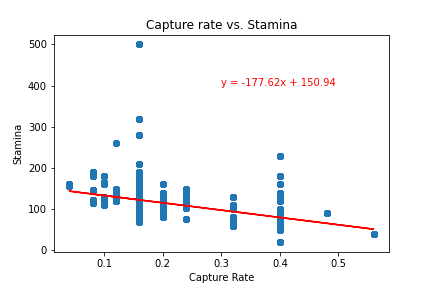 Capture rate vs. Stamina
500
400
300
200
100
0
y = -177.62x + 150.94
Stamina
0.1
0.2
0.3
0.4
0.5
Capture Rate